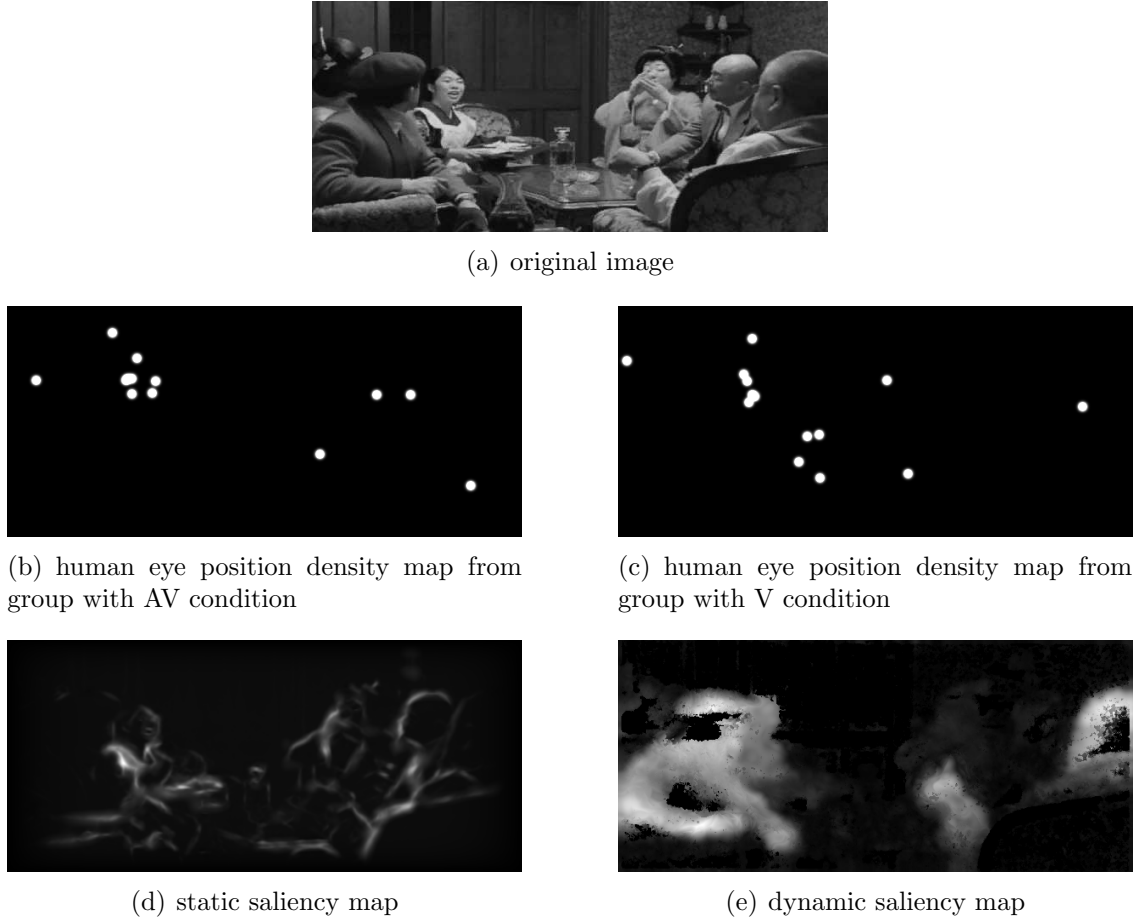 (a) original image
(b) human eye position density map from
group with AV condition
(c) human eye position density map from
group with V condition
(d) static saliency map
(e) dynamic saliency map